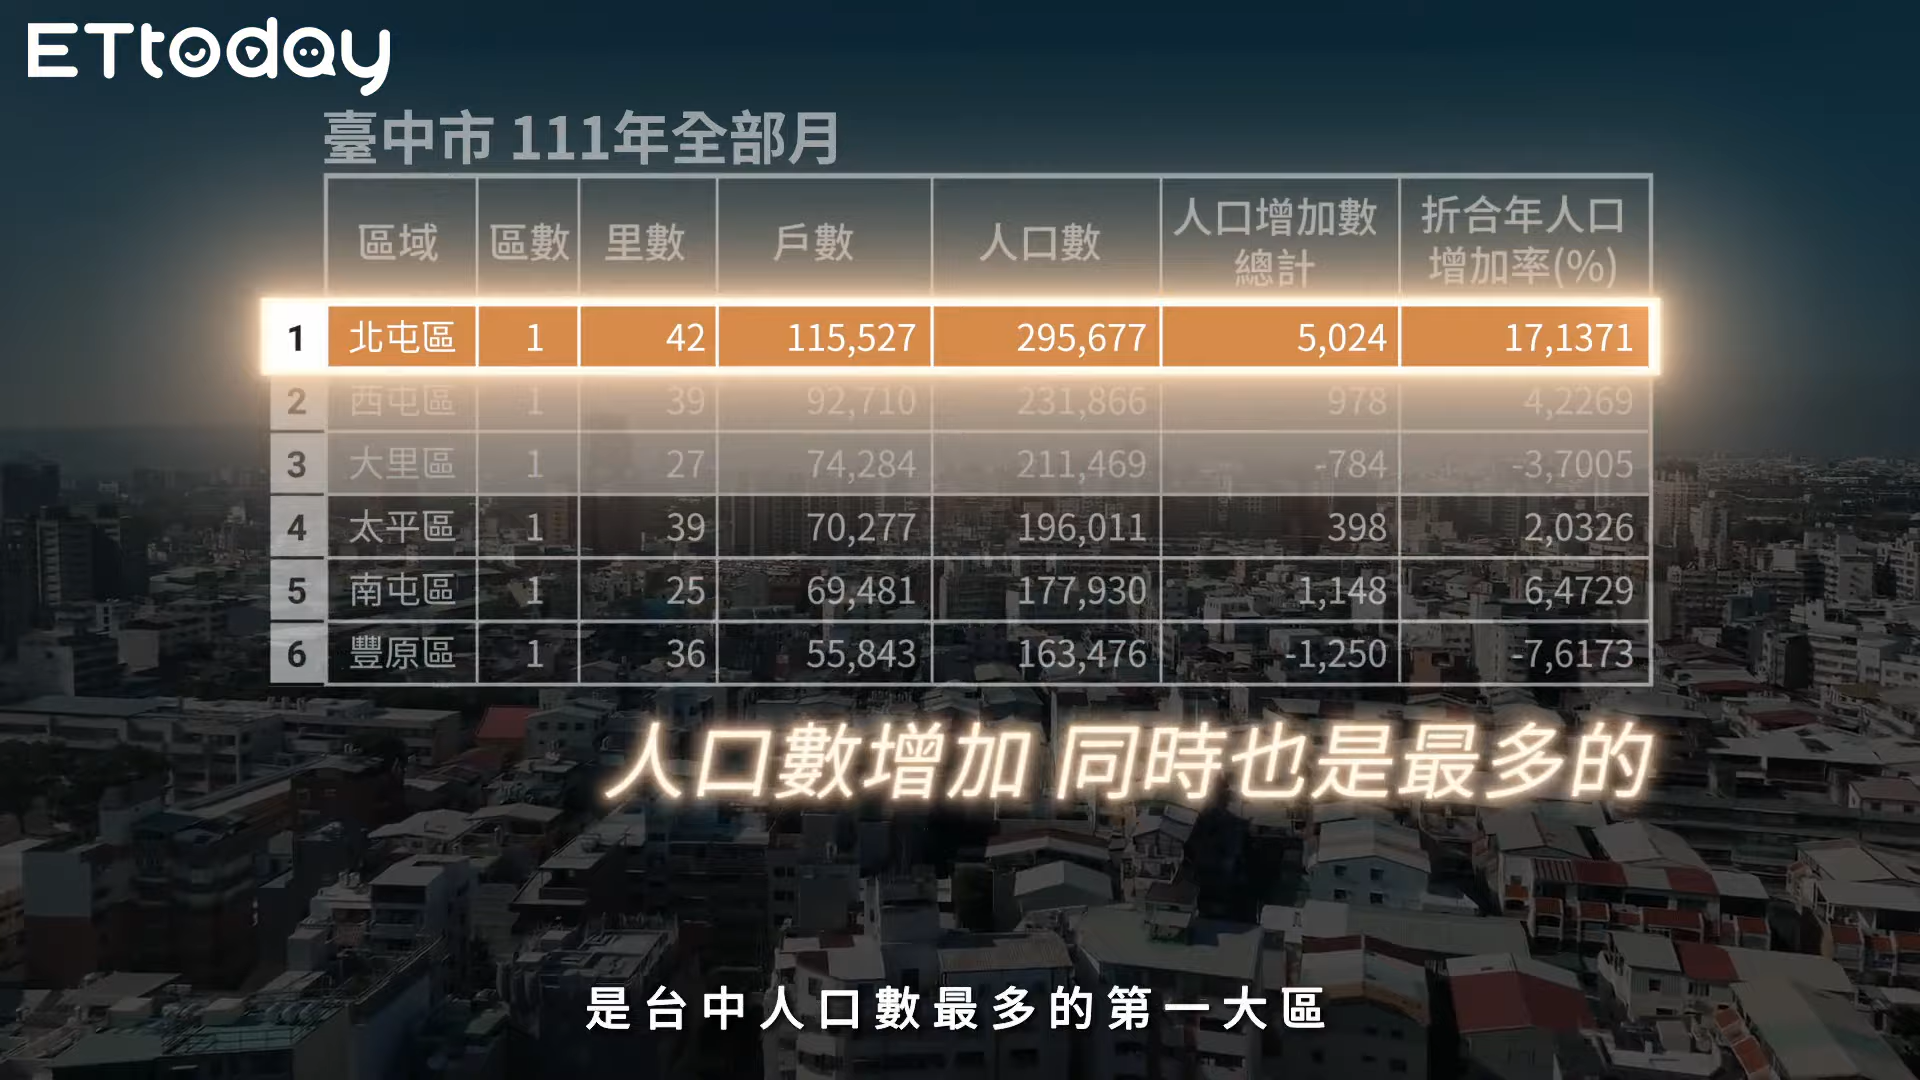 ETtoday
臺中市 111年全部月
區域 區數 里數 戶數 人口數 人口增加數總計 折合年人口增加率(%)
1 北屯區 1 42 115,527 295,677 5,024 17,1371
2 西屯區 1 39 92,710 231,866 978 4,2269
3 大里區 1 27 74,284 211,469 -784 -3,7005
4 太平區 1 39 70,277 196,011 398 2,0326
5 南屯區 1 25 69,481 177,930 1,148 6,4729
6 豐原區 1 36 55,843 163,476 -1,250 -7,6173
人口數增加 同時也是最多的
是台中人口數最多的第一大區